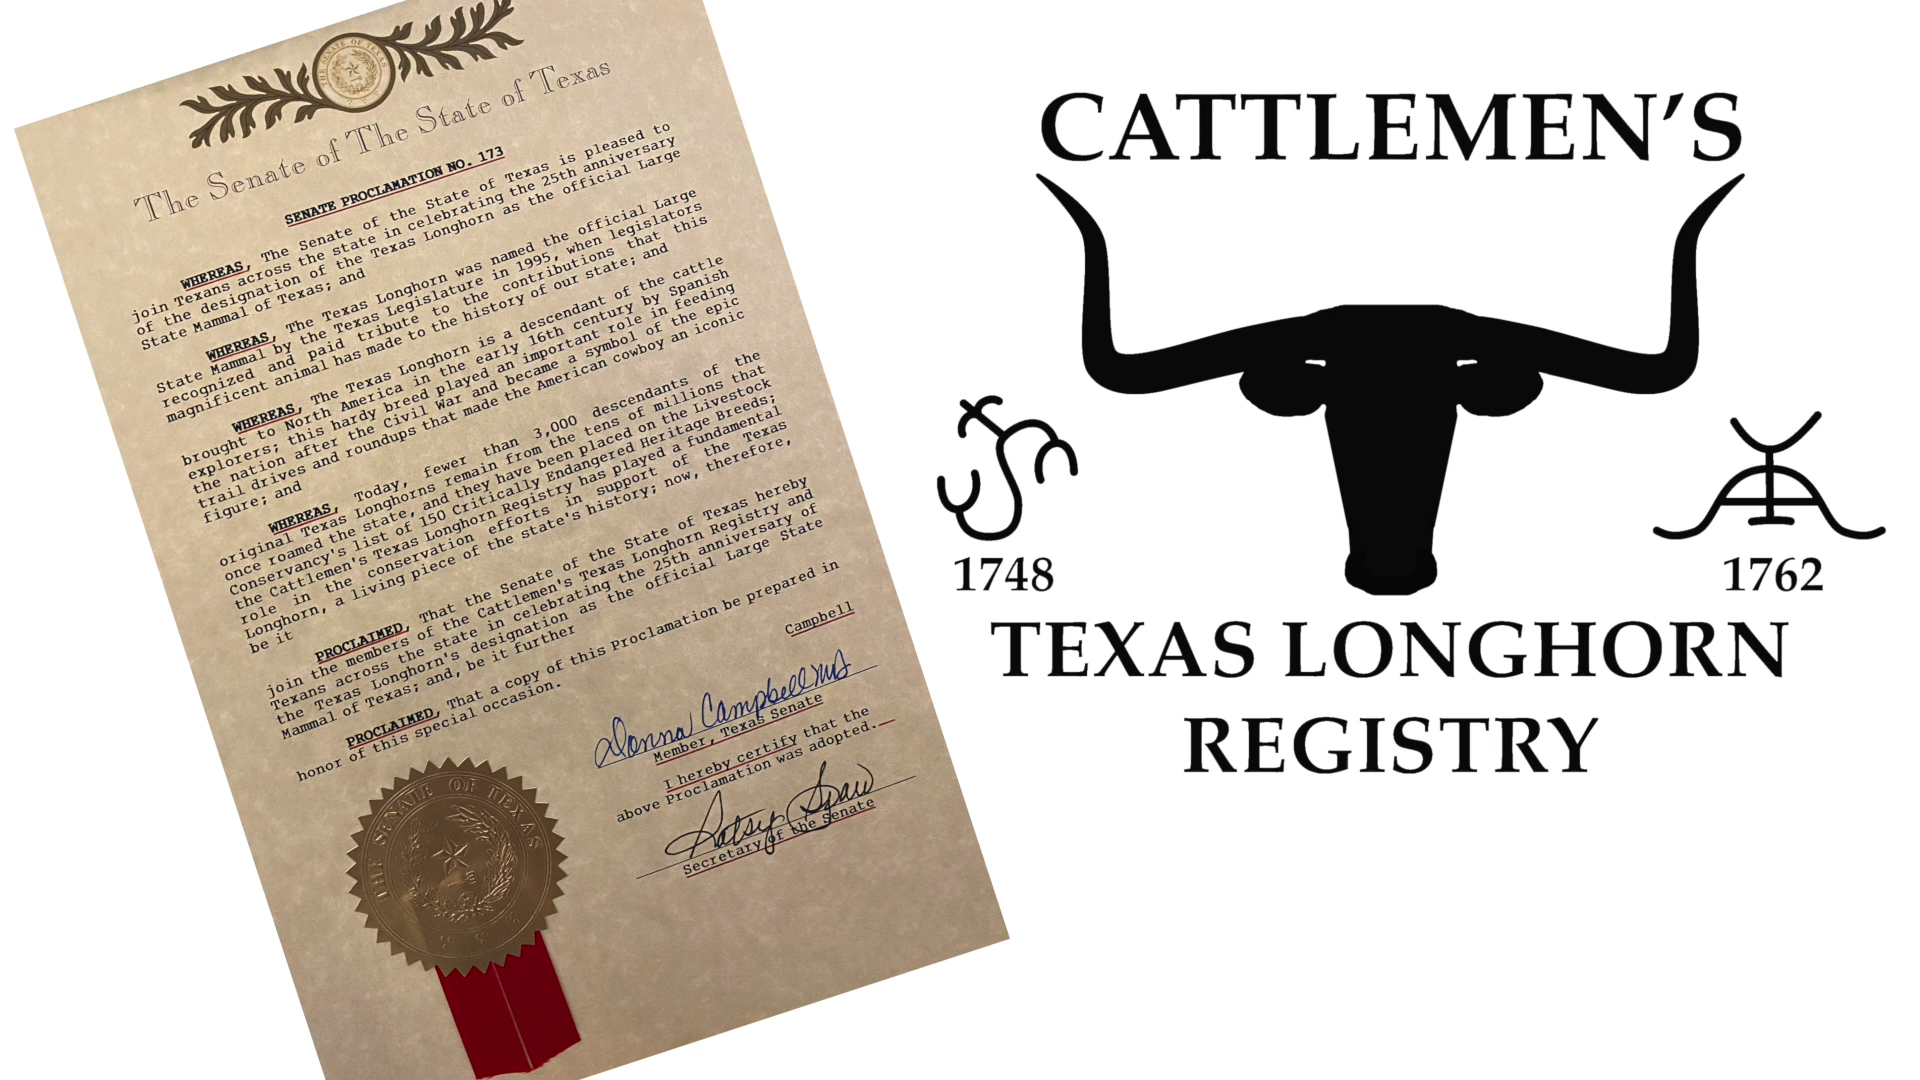 THE SENATE OF TEXAS
The Senate of The State of Texas
SENATE PROCLAMATION NO. 173
WHEREAS, The Senate of the State of Texas is pleased to
join Texans across the state in celebrating the 25th anniversary
of the designation of the Texas Longhorn as the official Large
State Mammal of Texas; and
WHEREAS, The Texas Longhorn was named the official Large
State Mammal by the Texas Legislature in 1995, when legislators
recognized and paid tribute to the contributions that this
magnificent animal has made to the history of our state; and
WHEREAS, The Texas Longhorn is a descendant of the cattle
brought to North America in the early 16th century by Spanish
explorers; this hardy breed played an important role in feeding
the nation after the Civil War and became a symbol of the epic
trail drives and roundups that made the American cowboy an iconic
figure; and
WHEREAS, Today, fewer than 3,000 descendants of the
original Texas Longhorns remain from the tens of millions that
once roamed the state, and they have been placed on the Livestock
Conservancy's list of 150 Critically Endangered Heritage Breeds;
the Cattlemen's Texas Longhorn Registry has played a fundamental
role in the conservation efforts in support of the Texas
Longhorn, a living piece of the state's history; now, therefore,
be it
PROCLAIMED, That the Senate of the State of Texas hereby
join the members of the Cattlemen's Texas Longhorn Registry and
Texans across the state in celebrating the 25th anniversary of
the Texas Longhorn's designation as the official Large State
Mammal of Texas; and, be it further
PROCLAIMED, That a copy of this Proclamation be prepared in
honor of this special occasion.
Campbell
Donna Campbell MD
Member, Texas Senate
I hereby certify that the
above Proclamation was adopted.
Patsy Spaw
Secretary of the Senate
THE SENATE OF TEXAS
CATTLEMEN'S
1748
1762
TEXAS LONGHORN
REGISTRY